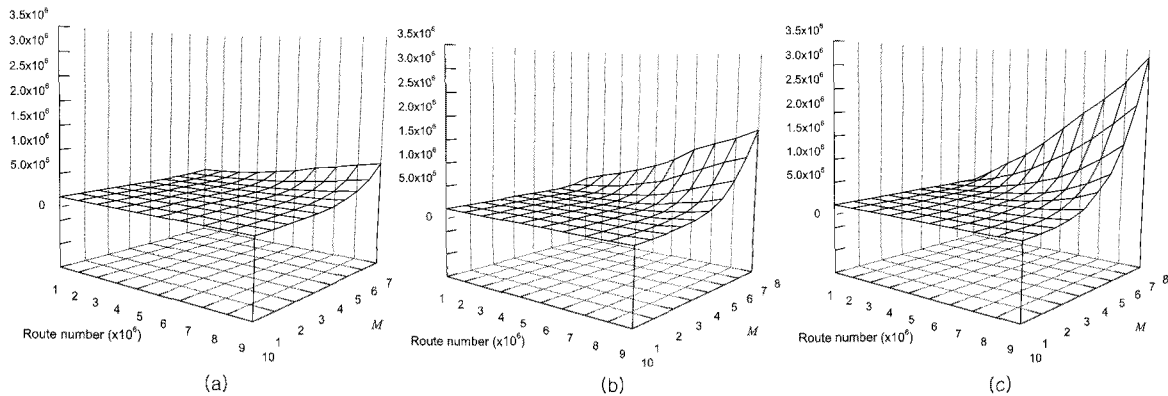 3.5x10⁶
3.0x10⁶
2.5x10⁶
2.0x10⁶
1.5x10⁶
1.0x10⁶
5.0x10⁵
0
1 2 3 4 5 6 7 8 9 10
Route number (x10⁶)
1 2 3 4 5 6 7
M
(a)
3.5x10⁶
3.0x10⁶
2.5x10⁶
2.0x10⁶
1.5x10⁶
1.0x10⁶
5.0x10⁵
0
1 2 3 4 5 6 7 8 9 10
Route number (x10⁶)
1 2 3 4 5 6 7 8
M
(b)
3.5x10⁶
3.0x10⁶
2.5x10⁶
2.0x10⁶
1.5x10⁶
1.0x10⁶
5.0x10⁵
0
1 2 3 4 5 6 7 8 9 10
Route number (x10⁶)
1 2 3 4 5 6 7 8
M
(c)